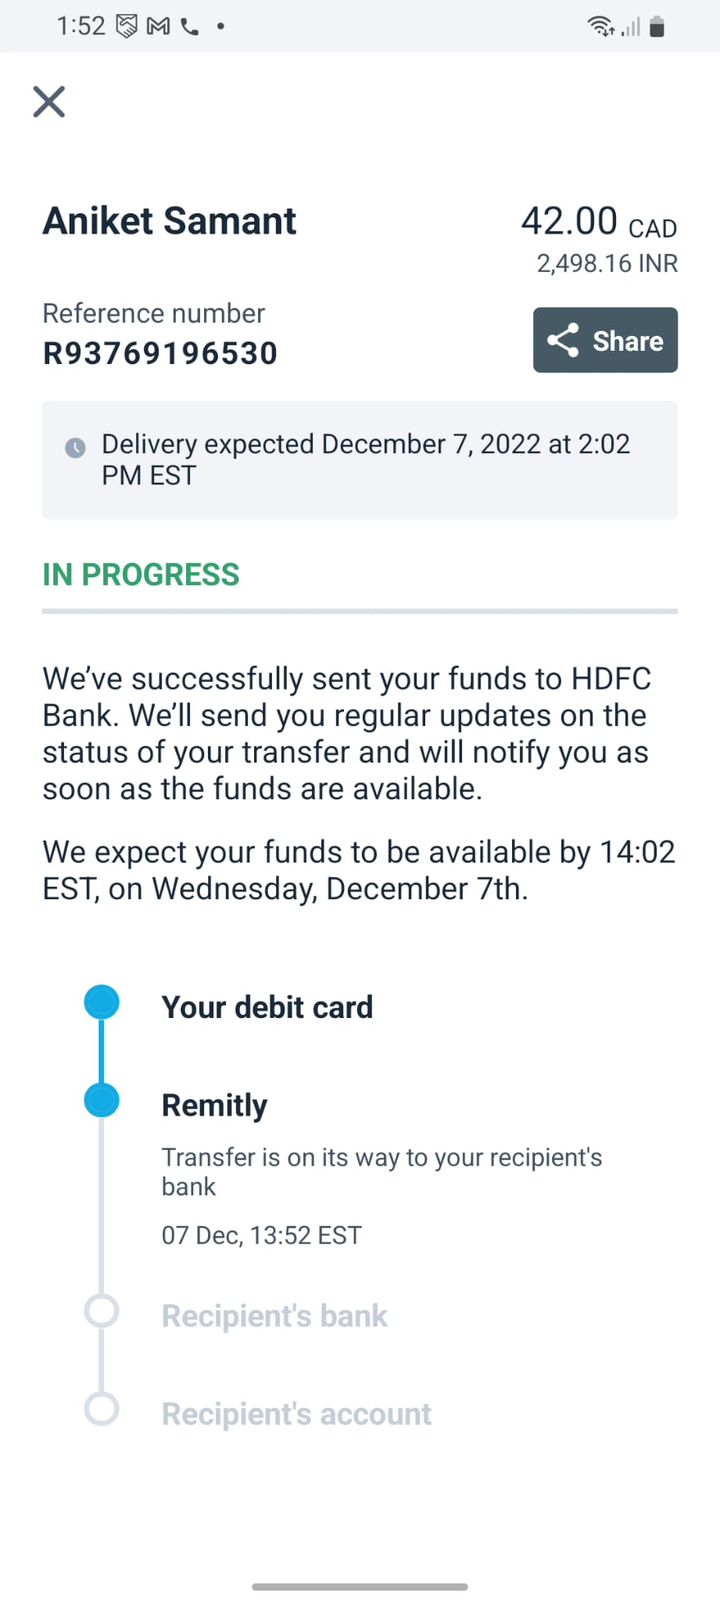 1:52
Aniket Samant
42.00 CAD
2,498.16 INR
Reference number
R93769196530
Share
Delivery expected December 7, 2022 at 2:02
PM EST
IN PROGRESS
We’ve successfully sent your funds to HDFC
Bank. We’ll send you regular updates on the
status of your transfer and will notify you as
soon as the funds are available.
We expect your funds to be available by 14:02
EST, on Wednesday, December 7th.
Your debit card
Remitly
Transfer is on its way to your recipient's
bank
07 Dec, 13:52 EST
Recipient's bank
Recipient's account